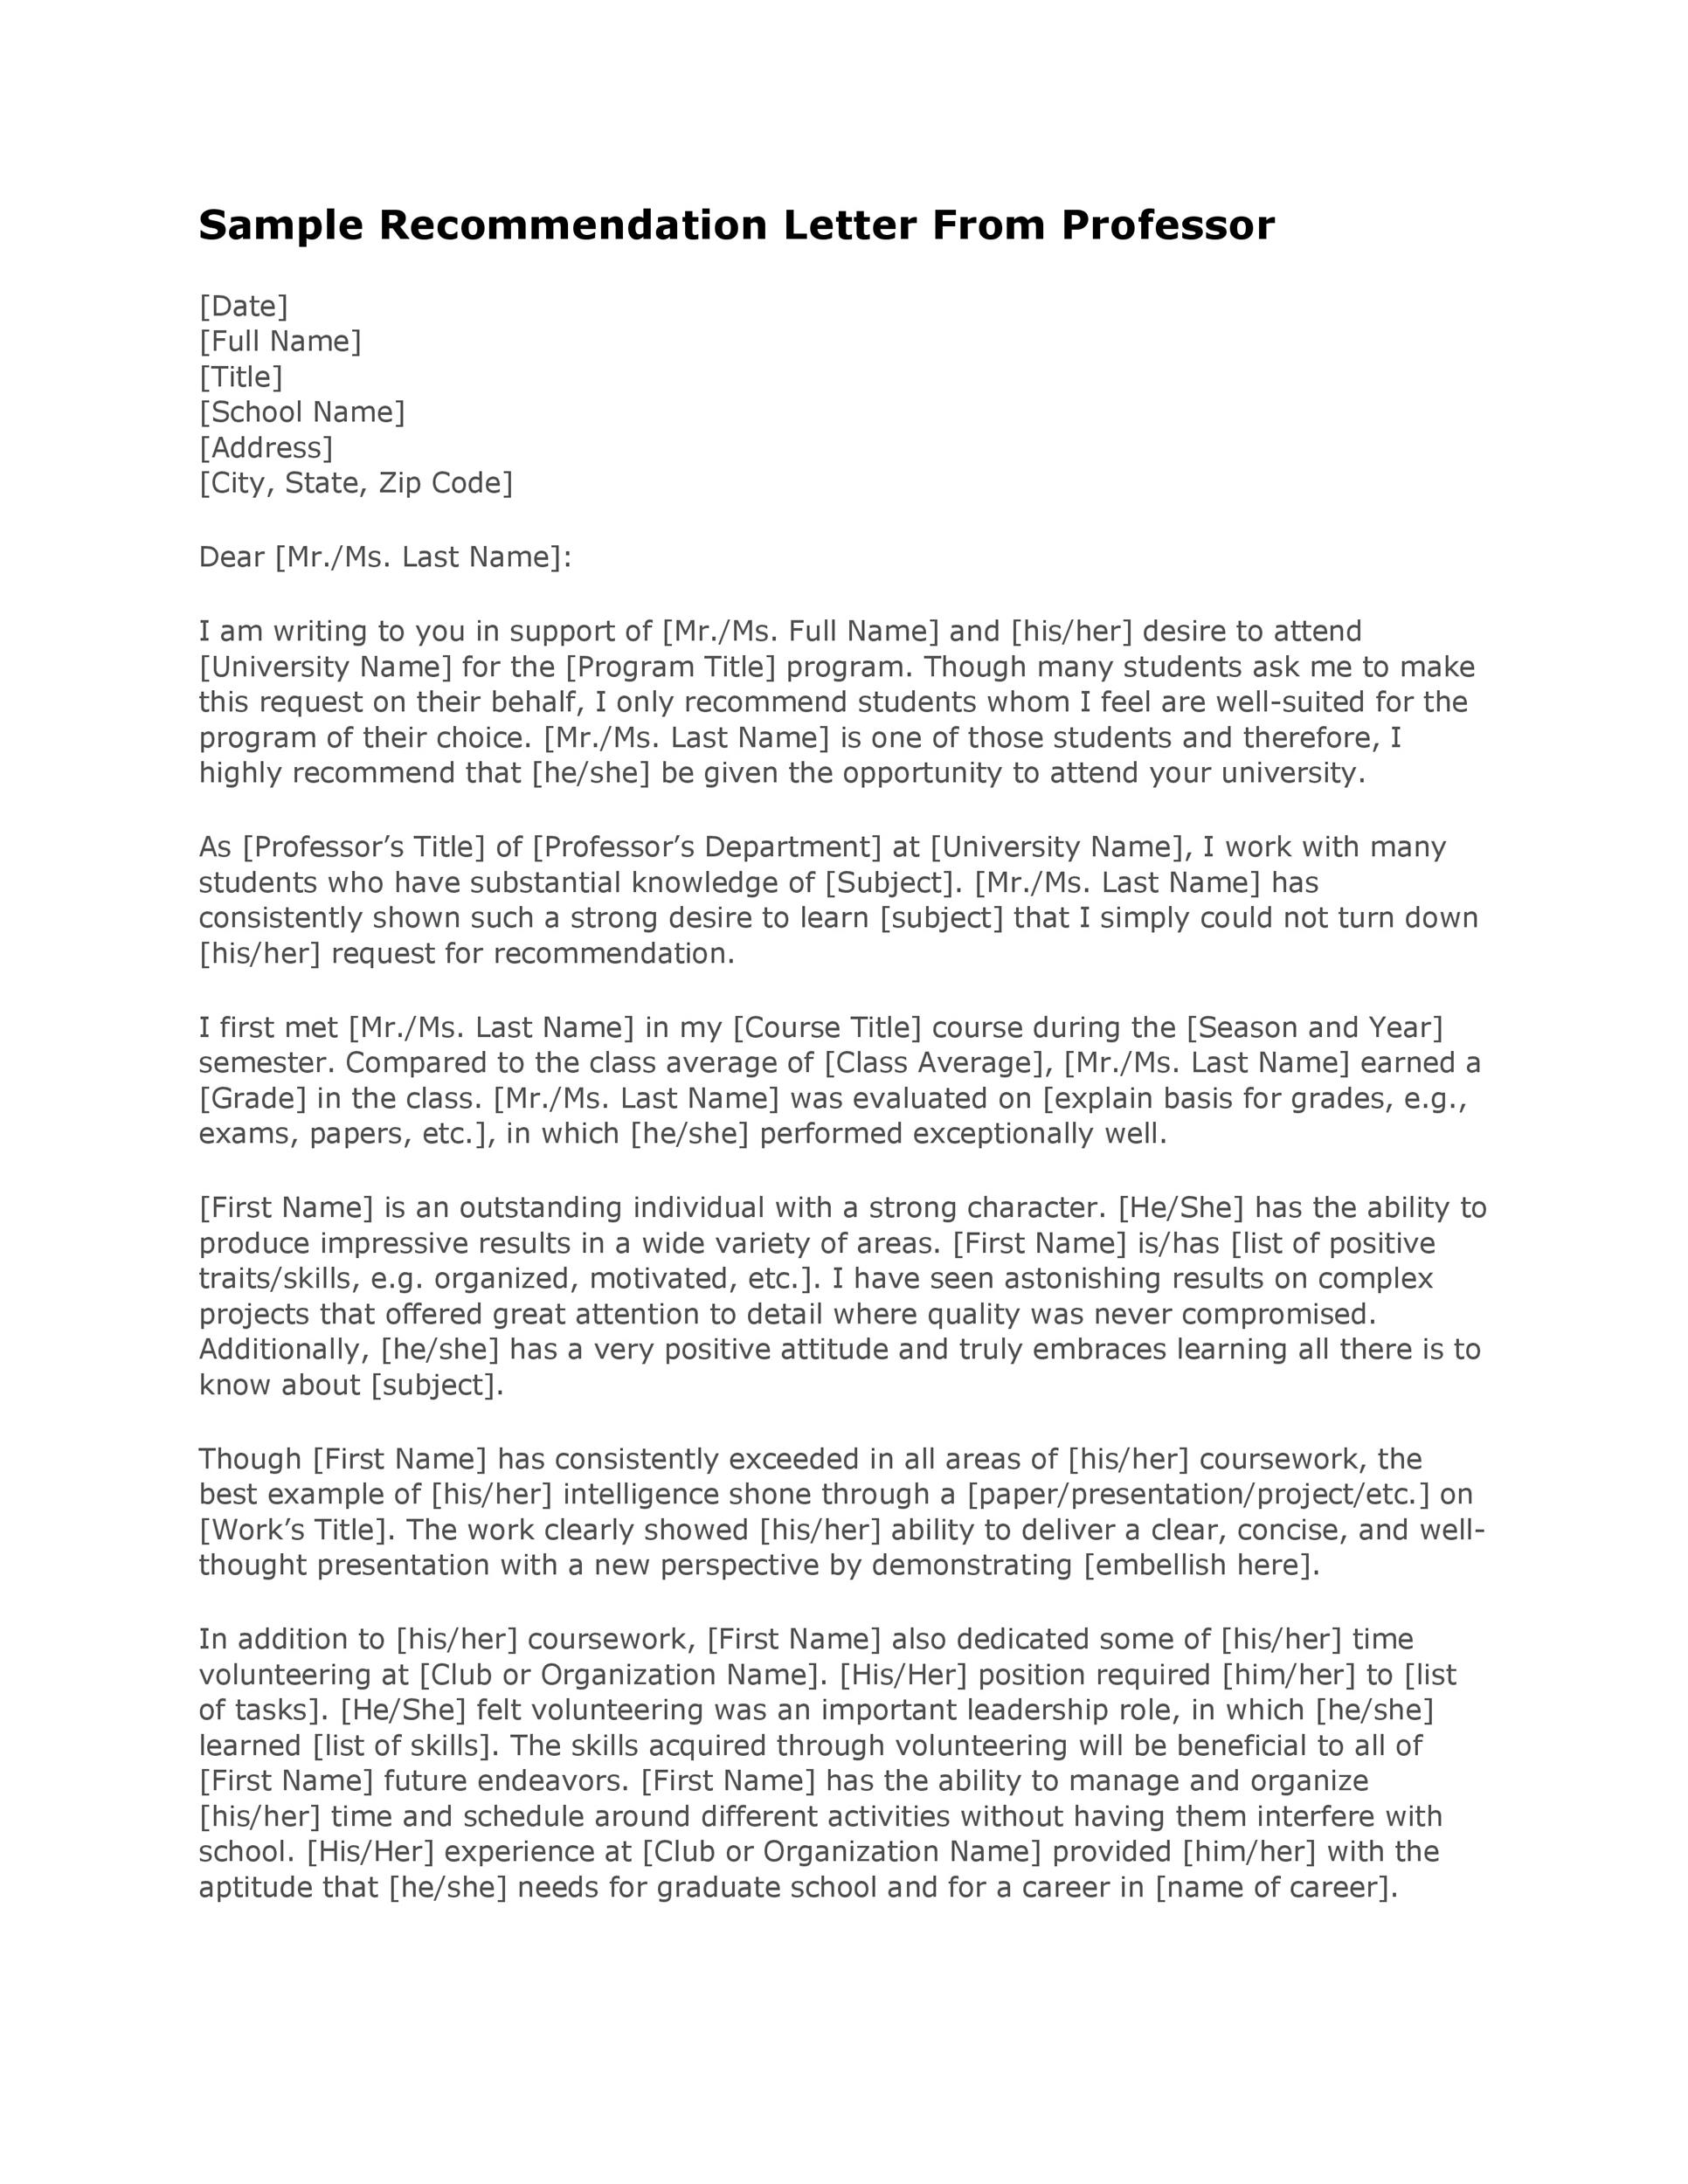 Sample Recommendation Letter From Professor
[Date]
[Full Name]
[Title]
[School Name]
[Address]
[City, State, Zip Code]
Dear [Mr./Ms. Last Name]:
I am writing to you in support of [Mr./Ms. Full Name] and [his/her] desire to attend
[University Name] for the [Program Title] program. Though many students ask me to make
this request on their behalf, I only recommend students whom I feel are well-suited for the
program of their choice. [Mr./Ms. Last Name] is one of those students and therefore, I
highly recommend that [he/she] be given the opportunity to attend your university.
As [Professor’s Title] of [Professor’s Department] at [University Name], I work with many
students who have substantial knowledge of [Subject]. [Mr./Ms. Last Name] has
consistently shown such a strong desire to learn [subject] that I simply could not turn down
[his/her] request for recommendation.
I first met [Mr./Ms. Last Name] in my [Course Title] course during the [Season and Year]
semester. Compared to the class average of [Class Average], [Mr./Ms. Last Name] earned a
[Grade] in the class. [Mr./Ms. Last Name] was evaluated on [explain basis for grades, e.g.,
exams, papers, etc.], in which [he/she] performed exceptionally well.
[First Name] is an outstanding individual with a strong character. [He/She] has the ability to
produce impressive results in a wide variety of areas. [First Name] is/has [list of positive
traits/skills, e.g. organized, motivated, etc.]. I have seen astonishing results on complex
projects that offered great attention to detail where quality was never compromised.
Additionally, [he/she] has a very positive attitude and truly embraces learning all there is to
know about [subject].
Though [First Name] has consistently exceeded in all areas of [his/her] coursework, the
best example of [his/her] intelligence shone through a [paper/presentation/project/etc.] on
[Work’s Title]. The work clearly showed [his/her] ability to deliver a clear, concise, and well-
thought presentation with a new perspective by demonstrating [embellish here].
In addition to [his/her] coursework, [First Name] also dedicated some of [his/her] time
volunteering at [Club or Organization Name]. [His/Her] position required [him/her] to [list
of tasks]. [He/She] felt volunteering was an important leadership role, in which [he/she]
learned [list of skills]. The skills acquired through volunteering will be beneficial to all of
[First Name] future endeavors. [First Name] has the ability to manage and organize
[his/her] time and schedule around different activities without having them interfere with
school. [His/Her] experience at [Club or Organization Name] provided [him/her] with the
aptitude that [he/she] needs for graduate school and for a career in [name of career].